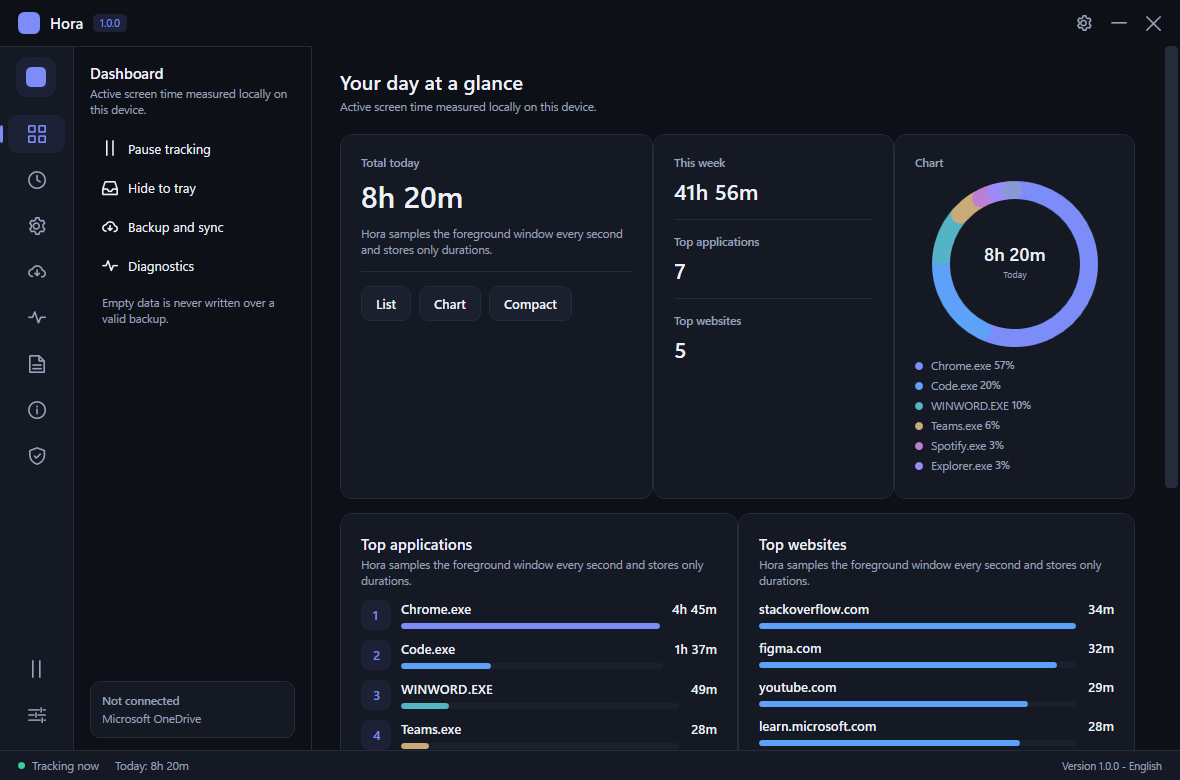 Hora 1.0.0
Dashboard
Active screen time measured locally on
this device.
Pause tracking
Hide to tray
Backup and sync
Diagnostics
Empty data is never written over a
valid backup.
Not connected
Microsoft OneDrive
Your day at a glance
Active screen time measured locally on this device.
Total today
8h 20m
Hora samples the foreground window every second
and stores only durations.
List Chart Compact
This week
41h 56m
Top applications
7
Top websites
5
Chart
8h 20m
Today
Chrome.exe 57%
Code.exe 20%
WINWORD.EXE 10%
Teams.exe 6%
Spotify.exe 3%
Explorer.exe 3%
Top applications
Hora samples the foreground window every second and stores only
durations.
1 Chrome.exe 4h 45m
2 Code.exe 1h 37m
3 WINWORD.EXE 49m
4 Teams.exe 28m
Top websites
Hora samples the foreground window every second and stores only
durations.
stackoverflow.com 34m
figma.com 32m
youtube.com 29m
learn.microsoft.com 28m
Tracking now Today: 8h 20m
Version 1.0.0 - English